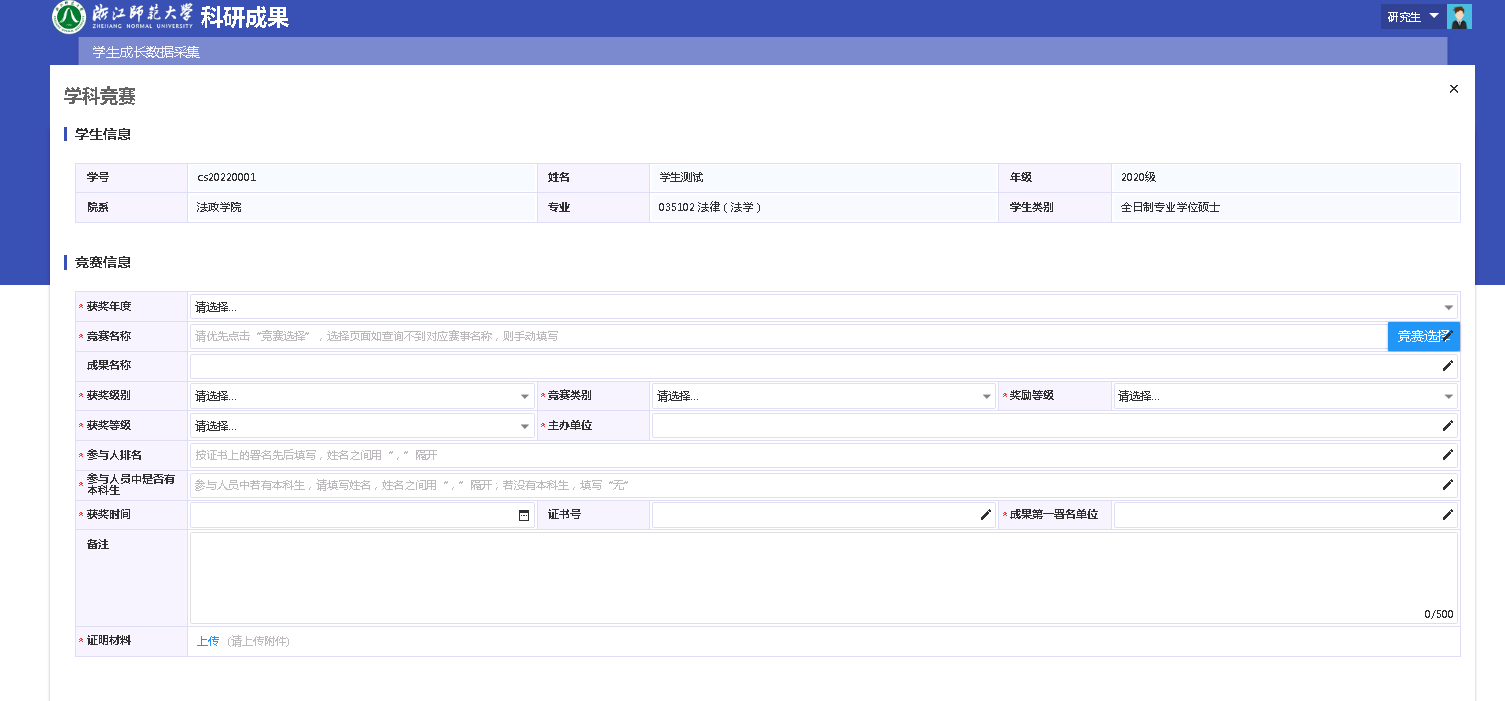 浙江师范大学 科研成果
ZHEJIANG NORMAL UNIVERSITY
研究生
学生成长数据采集
学科竞赛
×
学生信息
学号 cs20220001 姓名 学生测试 年级 2020级
院系 法政学院 专业 035102 法律（法学） 学生类别 全日制专业学位硕士
竞赛信息
* 获奖年度 请选择...
* 竞赛名称 请优先点击“竞赛选择”，选择页面如查询不到对应赛事名称，则手动填写 竞赛选择
成果名称
* 获奖级别 请选择... * 竞赛类别 请选择... * 奖励等级 请选择...
* 获奖等级 请选择... * 主办单位
* 参与人排名 按证书上的署名先后填写，姓名之间用“，”隔开
* 参与人员中是否有
本科生 参与人员中若有本科生，请填写姓名，姓名之间用“，”隔开；若没有本科生，填写“无”
* 获奖时间 证书号 * 成果第一署名单位
备注
0/500
* 证明材料 上传 (请上传附件)